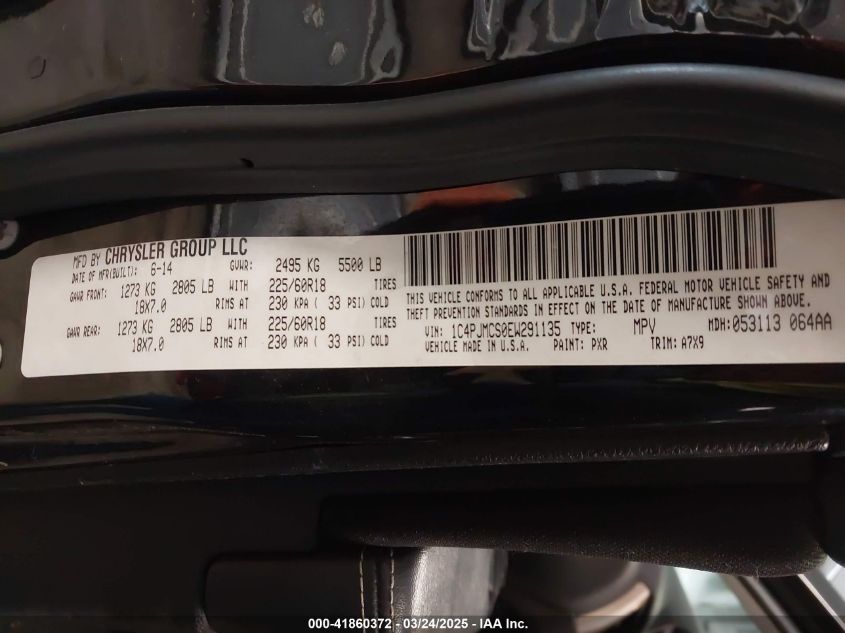 MFD BY CHRYSLER GROUP LLC
DATE OF MFR(BUILT): 6-14 GVWR: 2495 KG 5500 LB
GAWR FRONT: 1273 KG 2805 LB WITH 225/60R18 TIRES
18X7.0 RIMS AT 230 KPA ( 33 PSI) COLD
GAWR REAR: 1273 KG 2805 LB WITH 225/60R18 TIRES
18X7.0 RIMS AT 230 KPA ( 33 PSI) COLD
THIS VEHICLE CONFORMS TO ALL APPLICABLE U.S.A. FEDERAL MOTOR VEHICLE SAFETY AND
THEFT PREVENTION STANDARDS IN EFFECT ON THE DATE OF MANUFACTURE SHOWN ABOVE.
VIN: 1C4PJMCS0EW291135 TYPE: MPV MDH: 053113 064AA
VEHICLE MADE IN U.S.A. PAINT: PXR TRIM: A7X9
000-41860372 — 03/24/2025 — IAA Inc.